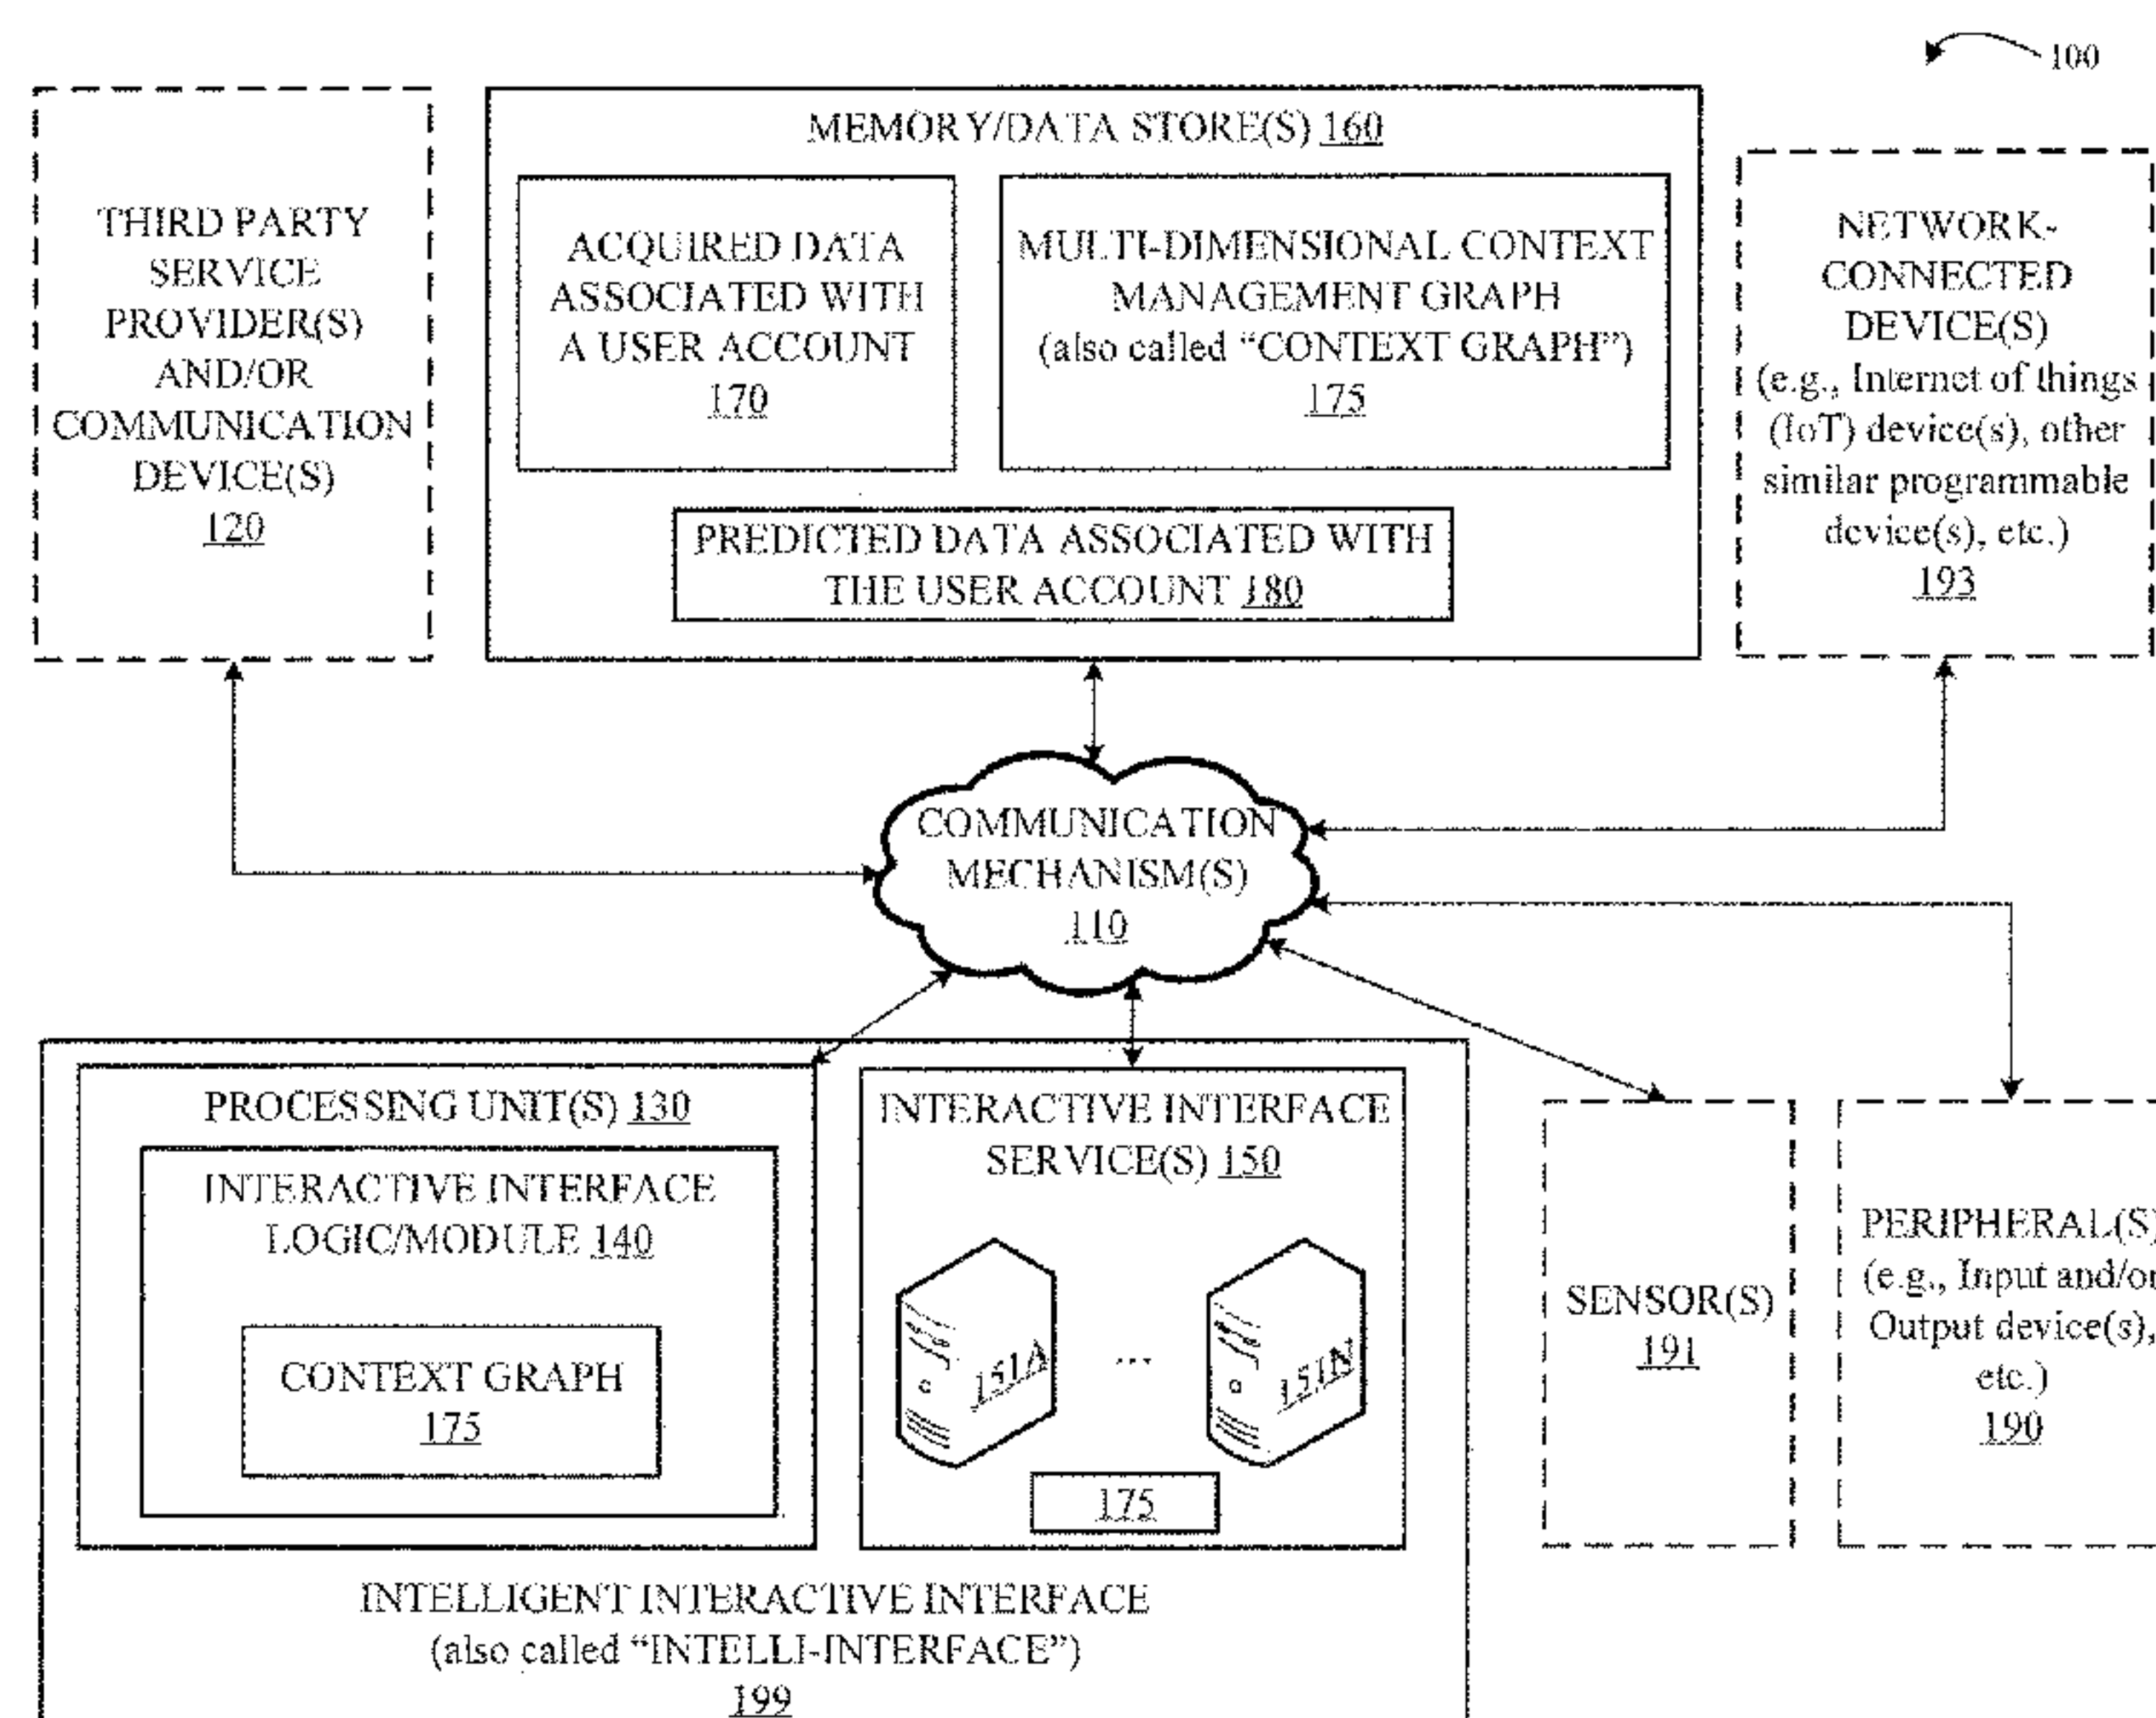 100
THIRD PARTY
SERVICE
PROVIDER(S)
AND/OR
COMMUNICATION
DEVICE(S)
120
MEMORY/DATA STORE(S) 160
ACQUIRED DATA
ASSOCIATED WITH
A USER ACCOUNT
170
MULTI-DIMENSIONAL CONTEXT
MANAGEMENT GRAPH
(also called “CONTEXT GRAPH”)
175
PREDICTED DATA ASSOCIATED WITH
THE USER ACCOUNT 180
NETWORK-
CONNECTED
DEVICE(S)
(e.g., Internet of things
(IoT) device(s), other
similar programmable
device(s), etc.)
193
COMMUNICATION
MECHANISM(S)
110
PROCESSING UNIT(S) 130
INTERACTIVE INTERFACE
LOGIC/MODULE 140
CONTEXT GRAPH
175
INTERACTIVE INTERFACE
SERVICE(S) 150
151A
...
151N
175
INTELLIGENT INTERACTIVE INTERFACE
(also called “INTELLI-INTERFACE”)
199
SENSOR(S)
191
PERIPHERAL(S)
(e.g., Input and/or
Output device(s),
etc.)
190